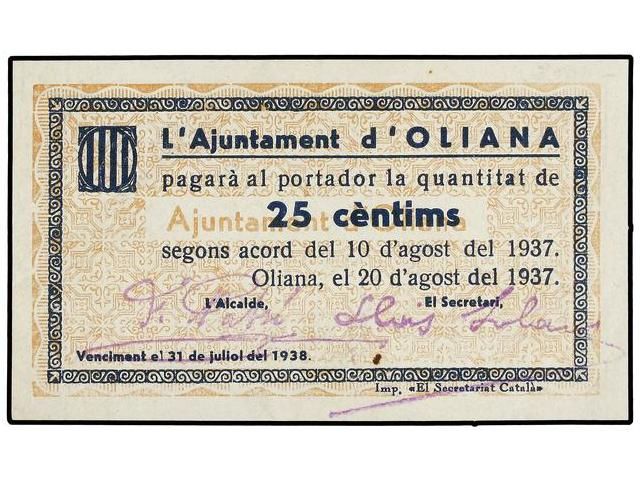 L'Ajuntament d'OLIANA
pagarà al portador la quantitat de
25 cèntims
Ajuntament d'Oliana
segons acord del 10 d'agost del 1937.
Oliana, el 20 d'agost del 1937.
L'Alcalde, El Secretari,
Venciment el 31 de juliol del 1938.
Imp. «El Secretariat Català»